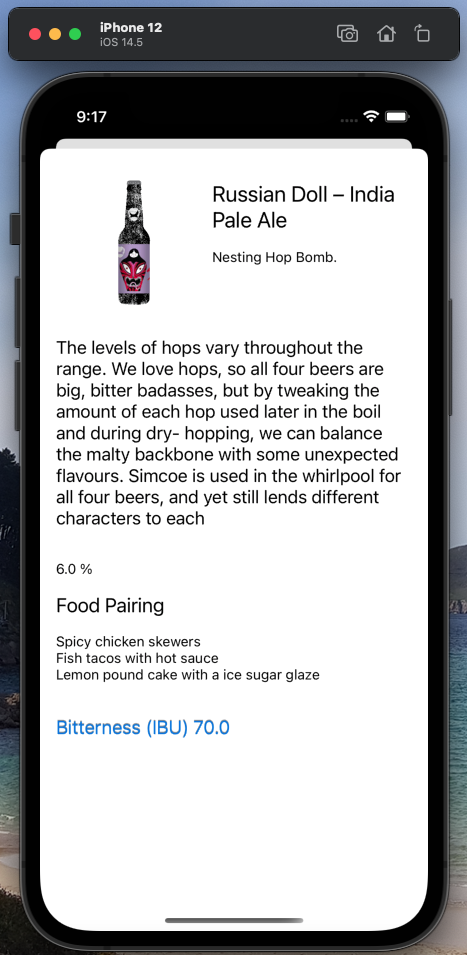 iPhone 12
iOS 14.5
9:17
Russian Doll – India
Pale Ale
Nesting Hop Bomb.
The levels of hops vary throughout the
range. We love hops, so all four beers are
big, bitter badasses, but by tweaking the
amount of each hop used later in the boil
and during dry- hopping, we can balance
the malty backbone with some unexpected
flavours. Simcoe is used in the whirlpool for
all four beers, and yet still lends different
characters to each
6.0 %
Food Pairing
Spicy chicken skewers
Fish tacos with hot sauce
Lemon pound cake with a ice sugar glaze
Bitterness (IBU) 70.0